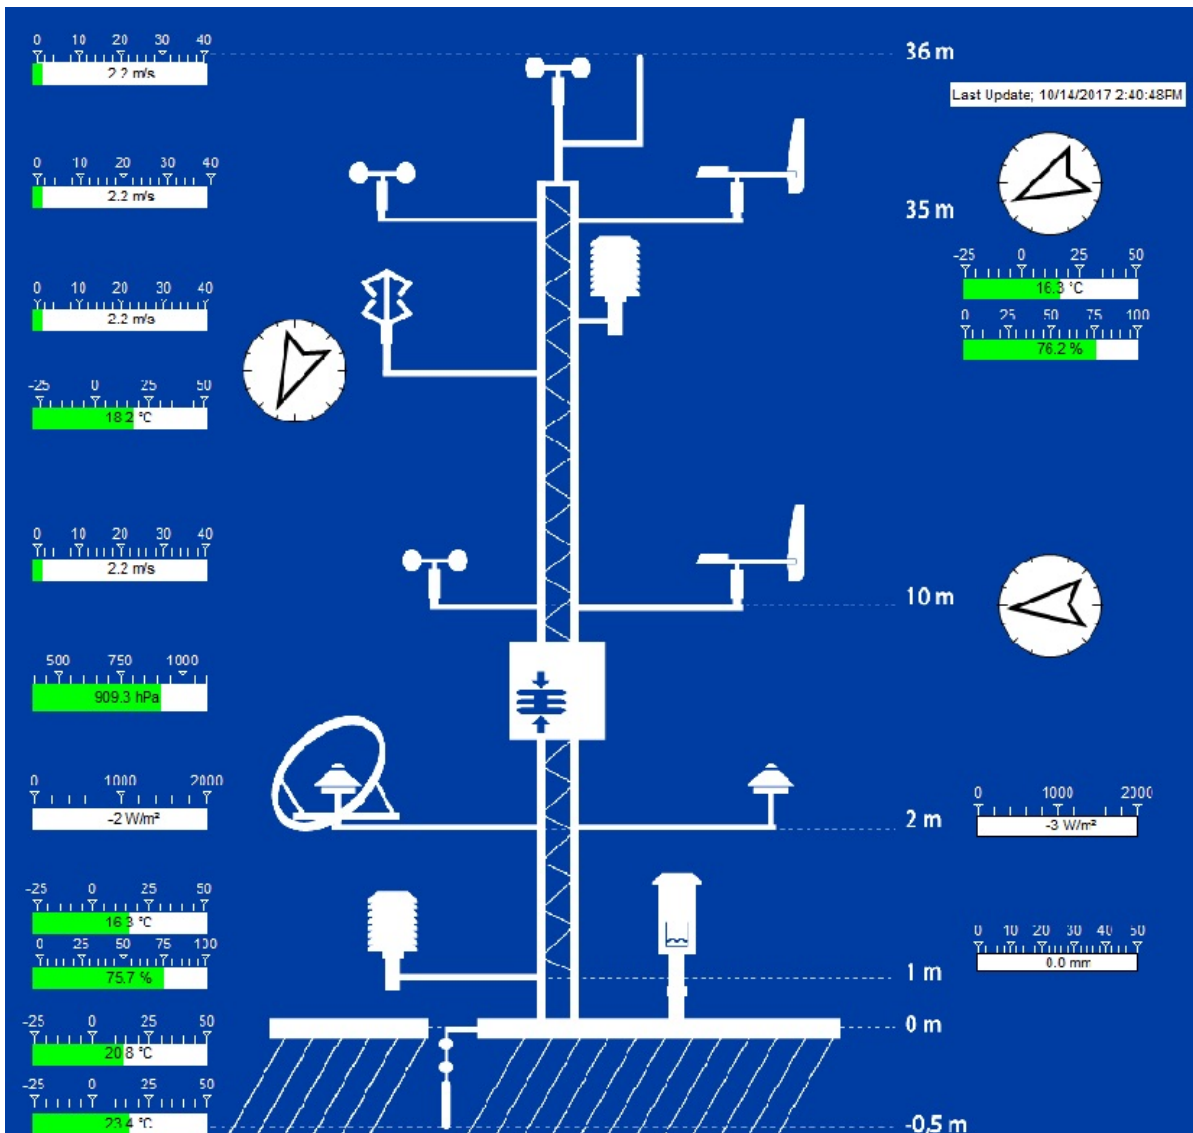 0 10 20 30 40
2.2 m/s
36 m
Last Update; 10/14/2017 2:40:48PM
0 10 20 30 40
2.2 m/s
35 m
-25 0 25 50
16.3 °C
0 25 50 75 100
76.2 %
0 10 20 30 40
2.2 m/s
-25 0 25 50
18.2 °C
0 10 20 30 40
2.2 m/s
10 m
500 750 1000
909.3 hPa
0 1000 2000
-2 W/m²
2 m
0 1000 2000
-3 W/m²
-25 0 25 50
16.3 °C
0 25 50 75 100
75.7 %
1 m
0 10 20 30 40 50
0.0 mm
-25 0 25 50
20.8 °C
0 m
-25 0 25 50
23.4 °C
-0,5 m